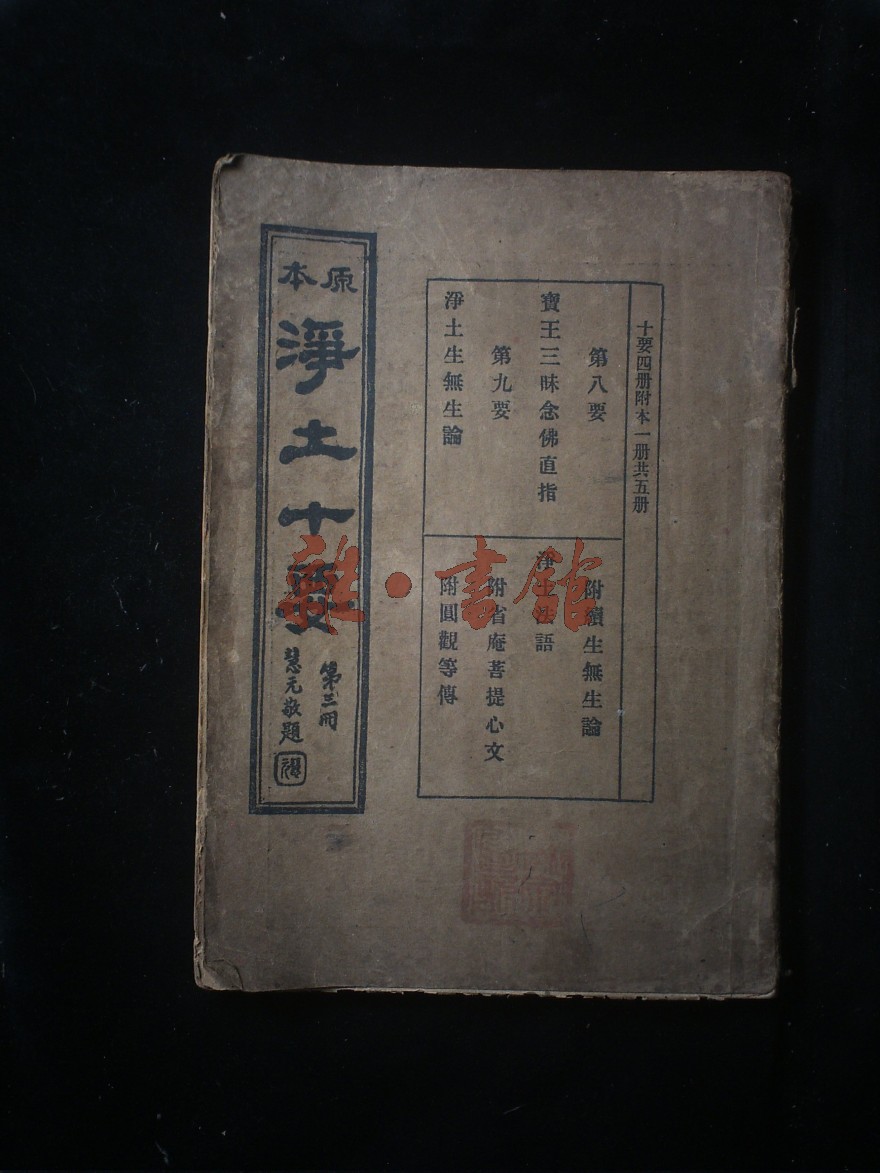 十要四册附本一册共五册
第八要
寶王三昧念佛直指
第九要
淨土生無生論
附續生無生論
淨土法語
附省庵菩提心文
附圓觀等傳
原本
淨土十要
第三冊
元敬題
雜·書館